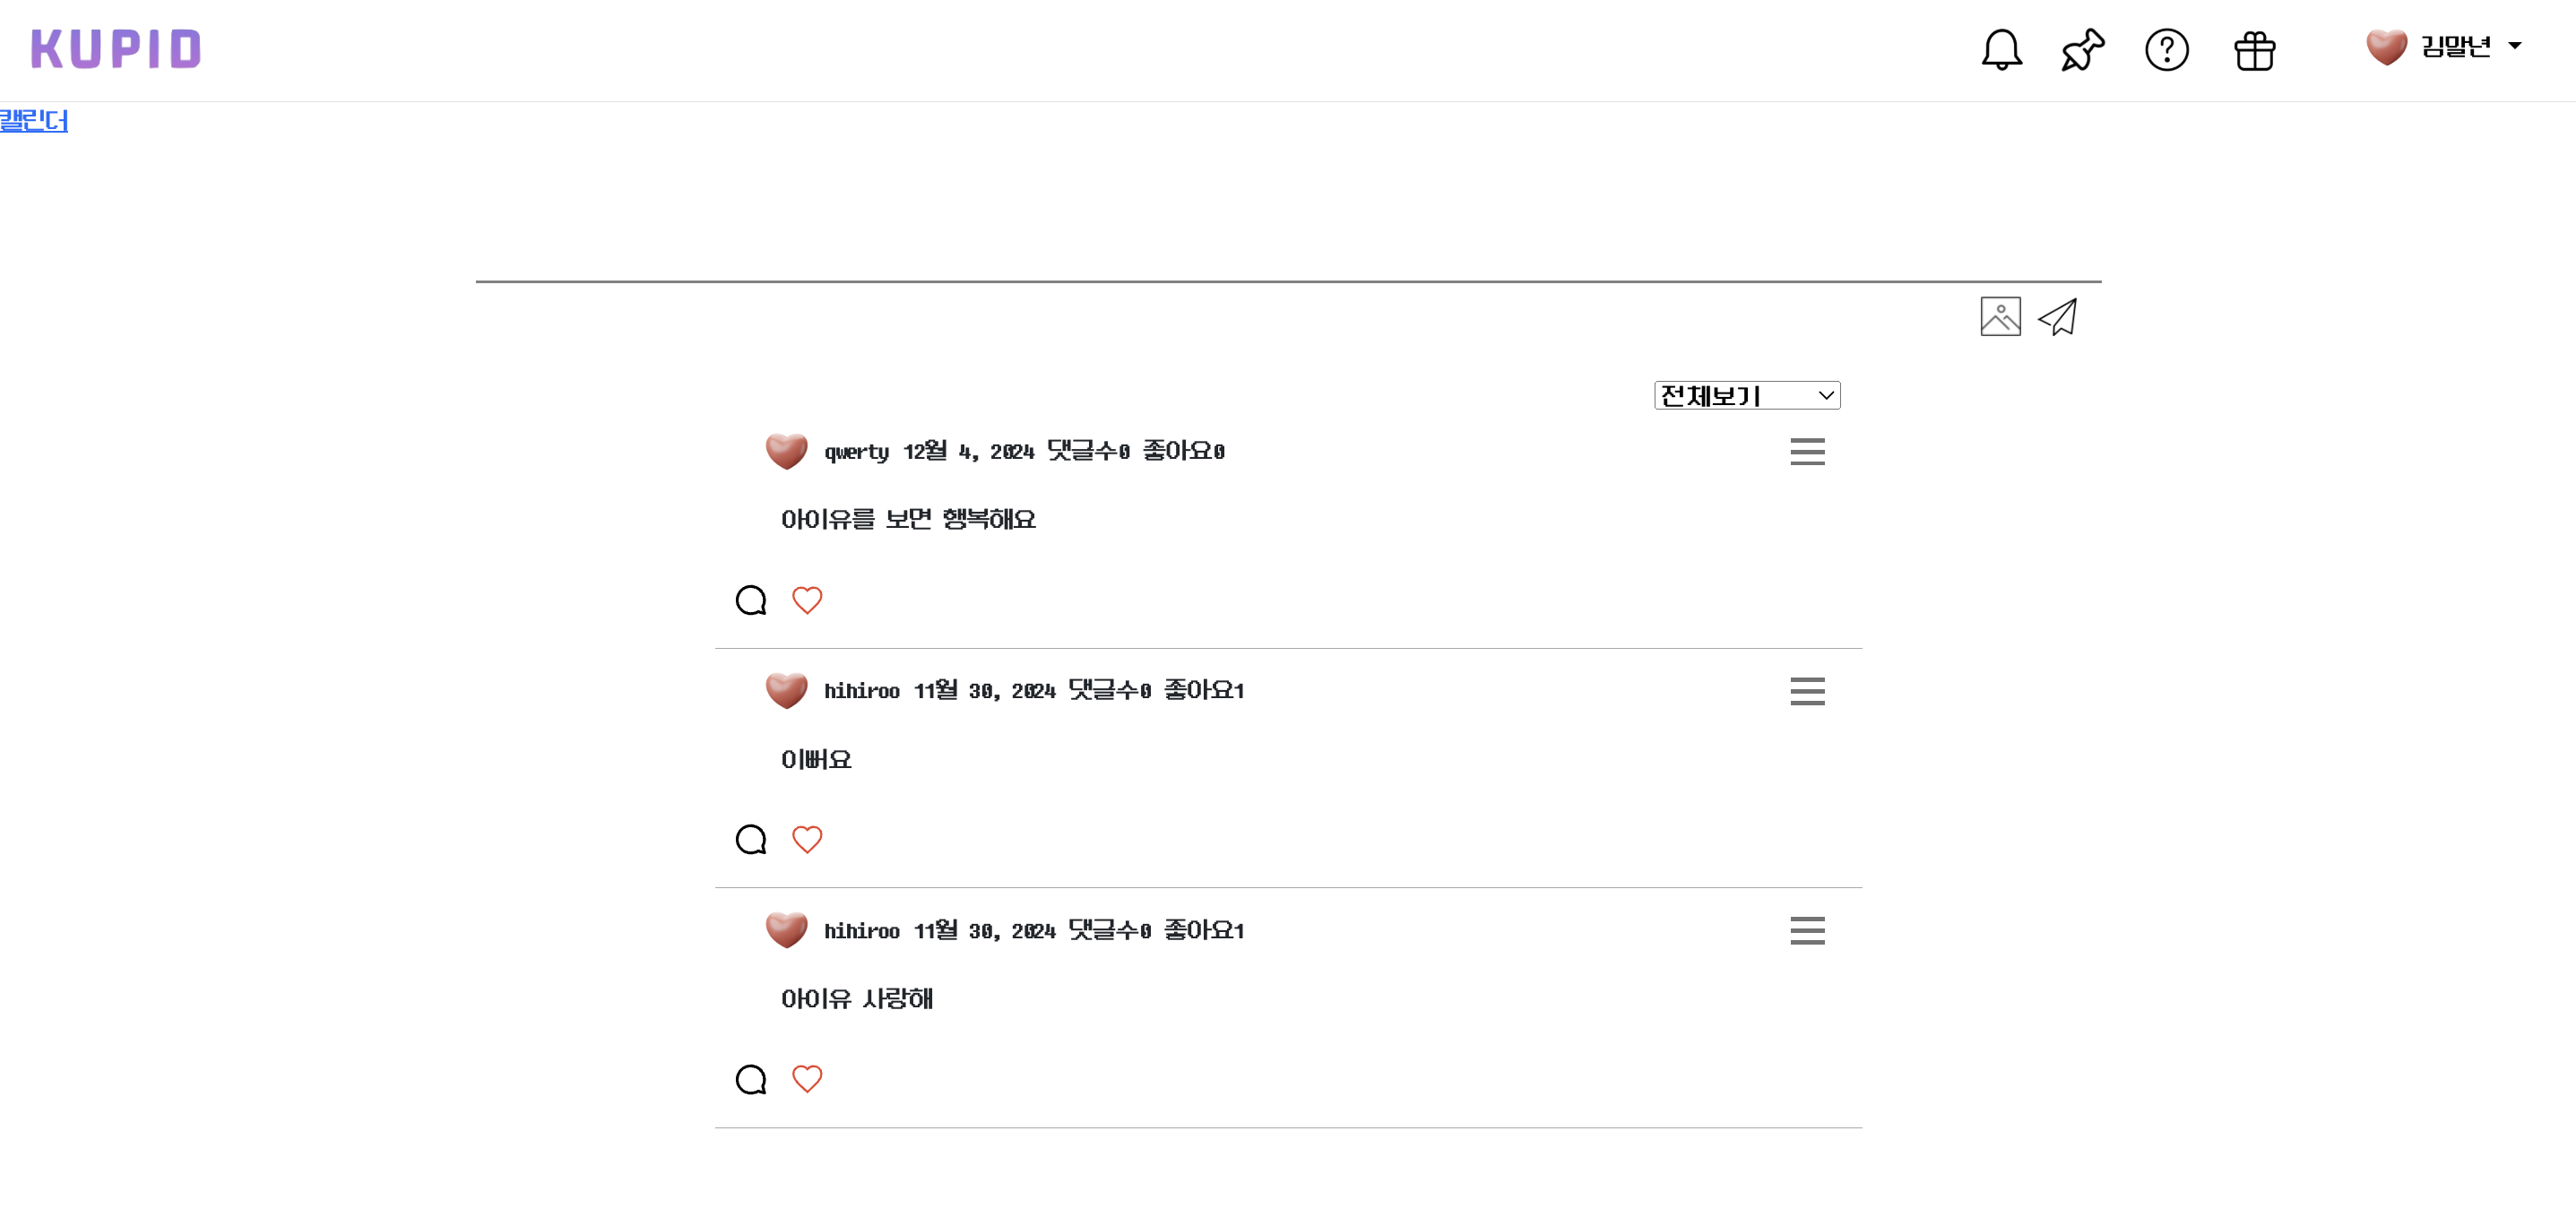 KUPID
김말년
캘린더
전체보기
qwerty 12월 4, 2024 댓글수0 좋아요0
아이유를 보면 행복해요
hihiroo 11월 30, 2024 댓글수0 좋아요1
이뻐요
hihiroo 11월 30, 2024 댓글수0 좋아요1
아이유 사랑해